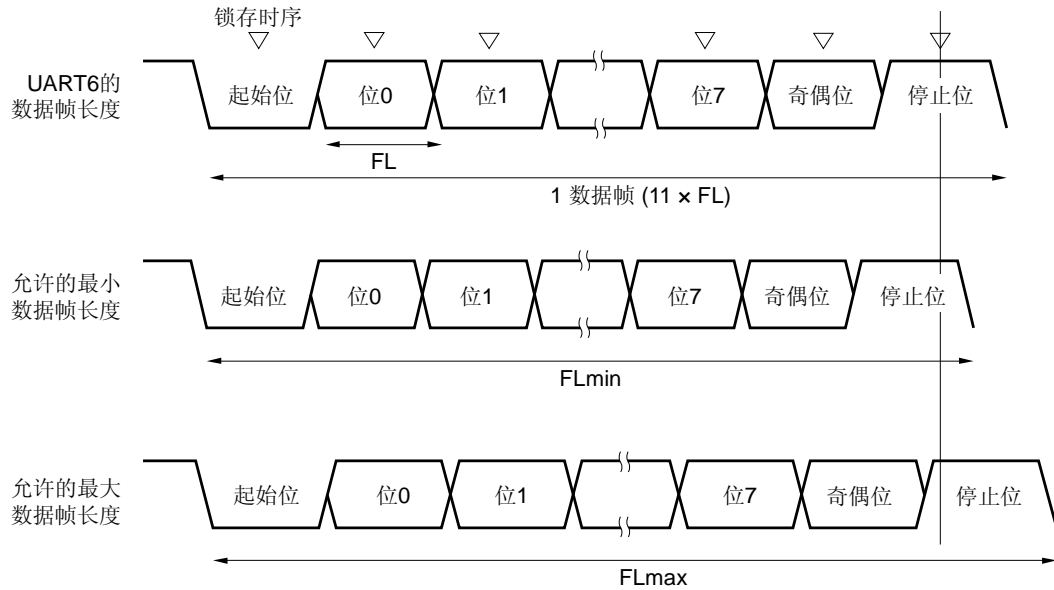 锁存时序
UART6的
数据帧长度
起始位 位0 位1 位7 奇偶位 停止位
FL
1 数据帧 (11 × FL)
允许的最小
数据帧长度
起始位 位0 位1 位7 奇偶位 停止位
FLmin
允许的最大
数据帧长度
起始位 位0 位1 位7 奇偶位 停止位
FLmax